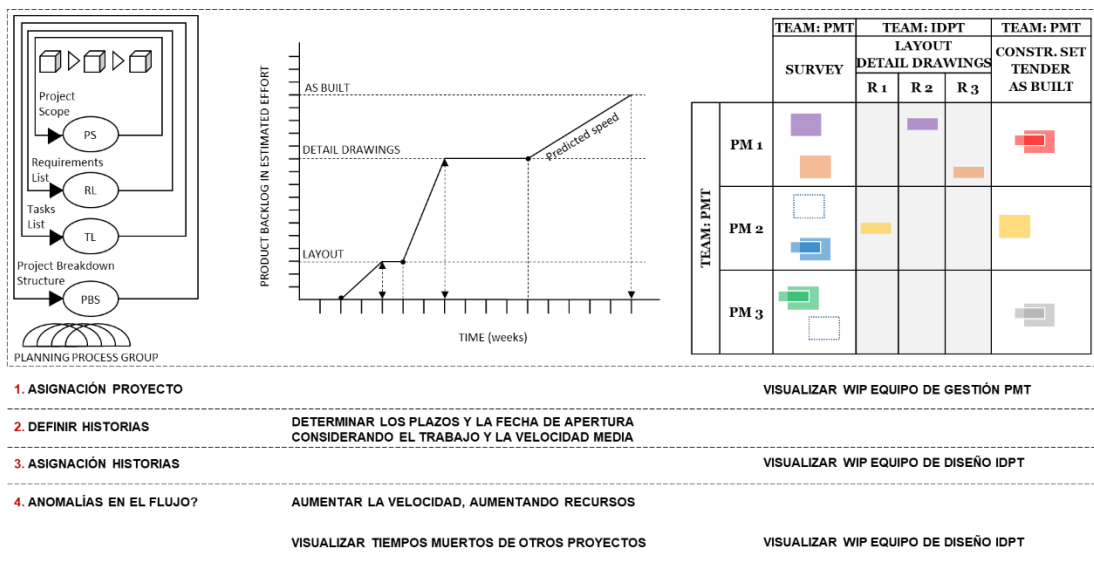 Project
Scope
PS
Requirements
List
RL
Tasks
List
TL
Project Breakdown
Structure
PBS
PLANNING PROCESS GROUP
PRODUCT BACKLOG IN ESTIMATED EFFORT
AS BUILT
DETAIL DRAWINGS
LAYOUT
Predicted speed
TIME (weeks)
TEAM: PMT
TEAM: IDPT
TEAM: PMT
SURVEY
LAYOUT
DETAIL DRAWINGS
R 1
R 2
R 3
CONSTR. SET
TENDER
AS BUILT
TEAM: PMT
PM 1
PM 2
PM 3
1. ASIGNACIÓN PROYECTO
VISUALIZAR WIP EQUIPO DE GESTIÓN PMT
2. DEFINIR HISTORIAS
DETERMINAR LOS PLAZOS Y LA FECHA DE APERTURA
CONSIDERANDO EL TRABAJO Y LA VELOCIDAD MEDIA
3. ASIGNACIÓN HISTORIAS
VISUALIZAR WIP EQUIPO DE DISEÑO IDPT
4. ANOMALÍAS EN EL FLUJO?
AUMENTAR LA VELOCIDAD, AUMENTANDO RECURSOS
VISUALIZAR TIEMPOS MUERTOS DE OTROS PROYECTOS
VISUALIZAR WIP EQUIPO DE DISEÑO IDPT